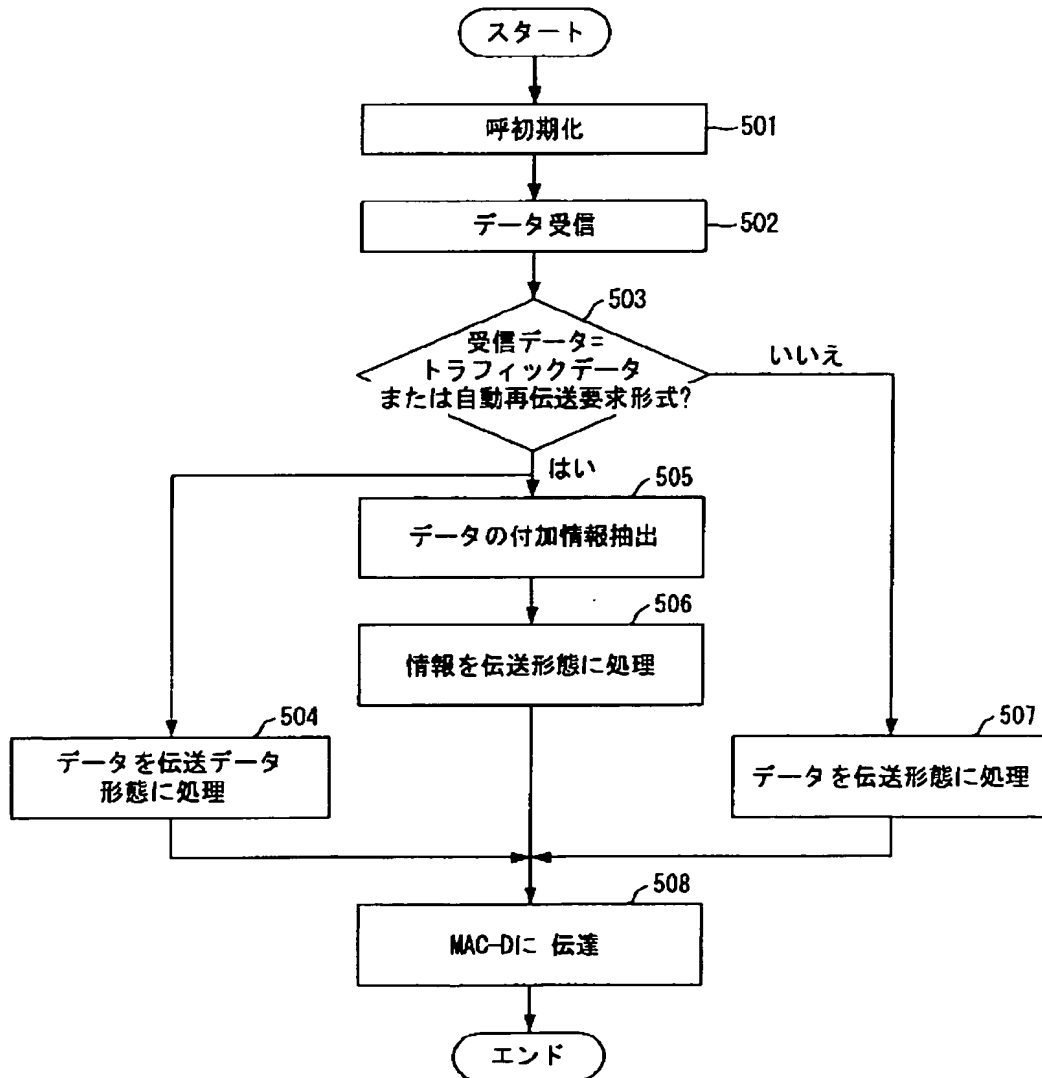 スタート
呼初期化
501
データ受信
502
503
受信データ=
トラフィックデータ
または自動再伝送要求形式?
いいえ
はい
505
データの付加情報抽出
506
情報を伝送形態に処理
504
データを伝送データ
形態に処理
507
データを伝送形態に処理
508
MAC-Dに 伝達
エンド